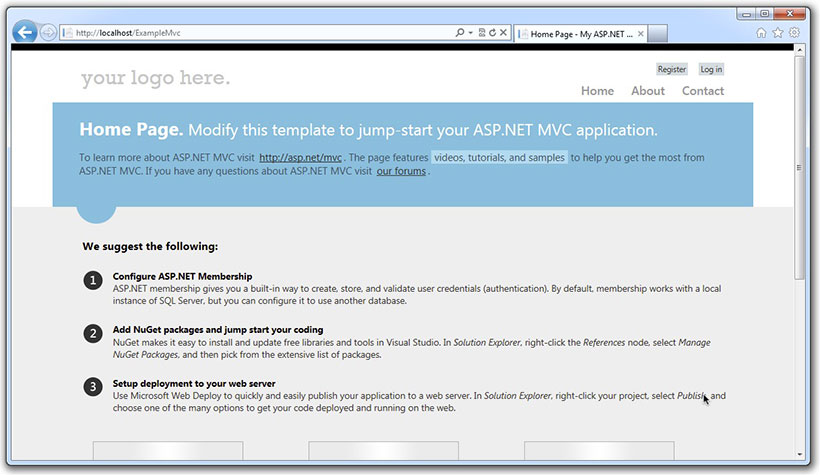 http://localhost/ExampleMvc
Home Page - My ASP.NET ...
Register Log in
your logo here.
Home About Contact
Home Page. Modify this template to jump-start your ASP.NET MVC application.
To learn more about ASP.NET MVC visit http://asp.net/mvc . The page features videos, tutorials, and samples to help you get the most from
ASP.NET MVC. If you have any questions about ASP.NET MVC visit our forums .
We suggest the following:
1 Configure ASP.NET Membership
ASP.NET membership gives you a built-in way to create, store, and validate user credentials (authentication). By default, membership works with a local
instance of SQL Server, but you can configure it to use another database.
2 Add NuGet packages and jump start your coding
NuGet makes it easy to install and update free libraries and tools in Visual Studio. In Solution Explorer, right-click the References node, select Manage
NuGet Packages, and then pick from the extensive list of packages.
3 Setup deployment to your web server
Use Microsoft Web Deploy to quickly and easily publish your application to a web server. In Solution Explorer, right-click your project, select Publish, and
choose one of the many options to get your code deployed and running on the web.